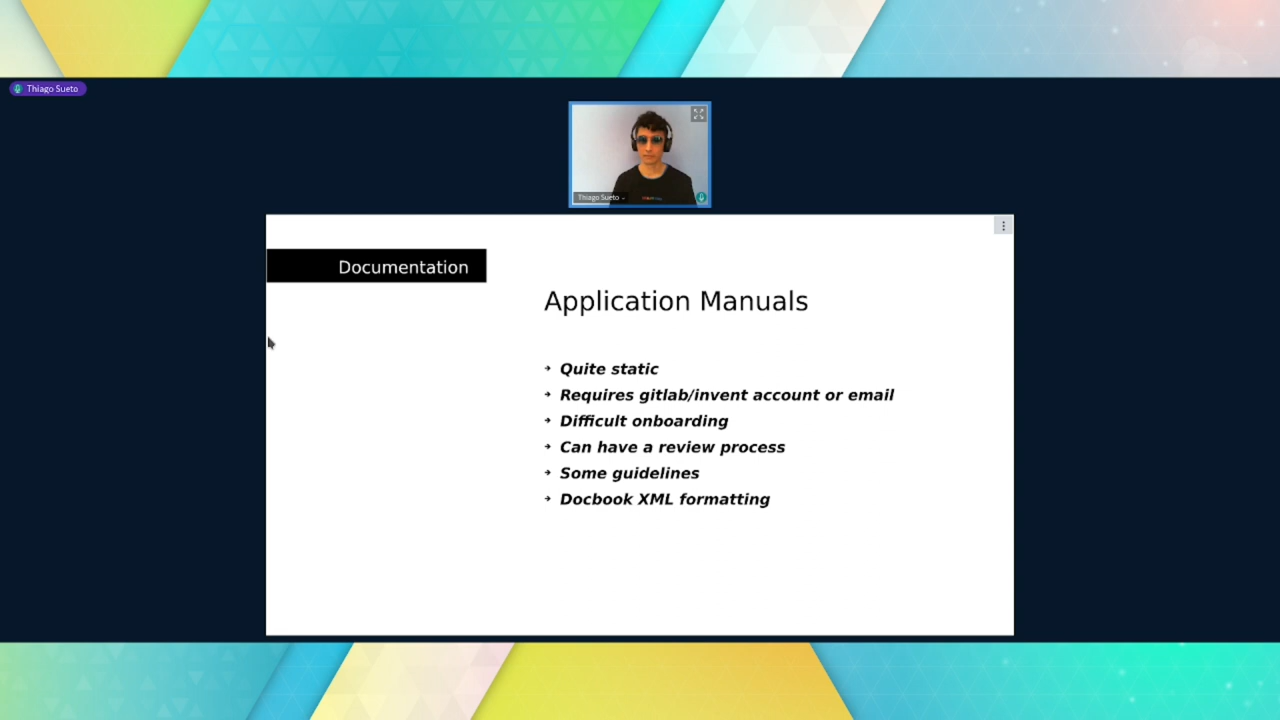 Thiago Sueto
Thiago Sueto
Documentation
Application Manuals
Quite static
Requires gitlab/invent account or email
Difficult onboarding
Can have a review process
Some guidelines
Docbook XML formatting